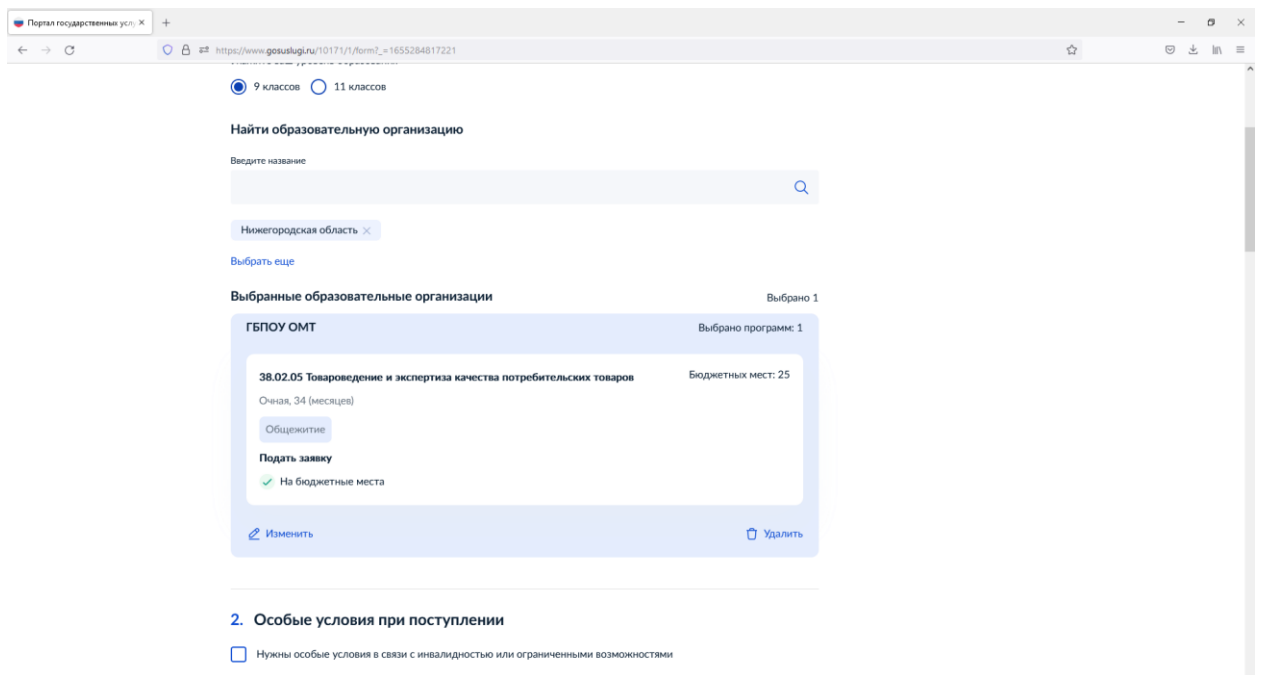 Портал государственных услу
https://www.gosuslugi.ru/10171/1/form?_=1655284817221
9 классов 11 классов
Найти образовательную организацию
Введите название
Нижегородская область
Выбрать еще
Выбранные образовательные организации Выбрано 1
ГБПОУ ОМТ Выбрано программ: 1
38.02.05 Товароведение и экспертиза качества потребительских товаров Бюджетных мест: 25
Очная, 34 (месяцев)
Общежитие
Подать заявку
На бюджетные места
Изменить Удалить
2. Особые условия при поступлении
Нужны особые условия в связи с инвалидностью или ограниченными возможностями